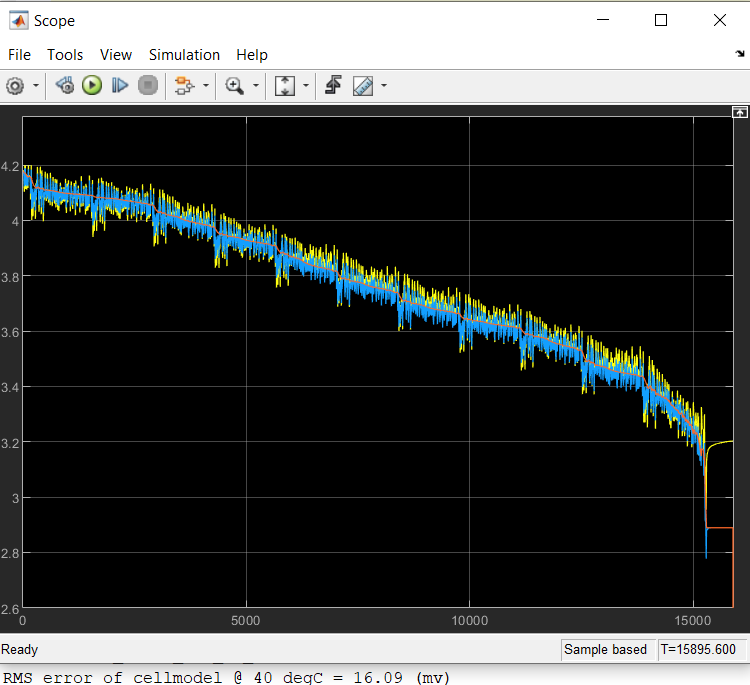 Scope
File Tools View Simulation Help
4.2
4
3.8
3.6
3.4
3.2
3
2.8
2.6
0 5000 10000 15000
Ready Sample based T=15895.600
RMS error of cellmodel @ 40 degC = 16.09 (mv)